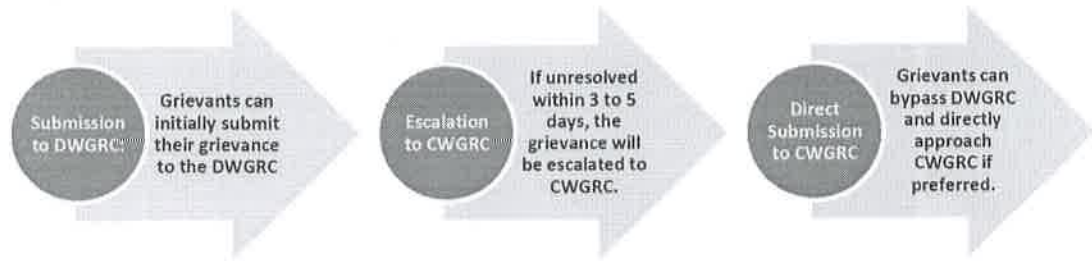 Submission
to DWGRC:
Grievants can
initially submit
their grievance
to the DWGRC
Escalation
to CWGRC
If unresolved
within 3 to 5
days, the
grievance will
be escalated to
CWGRC.
Direct
Submission
to CWGRC
Grievants can
bypass DWGRC
and directly
approach
CWGRC if
preferred.